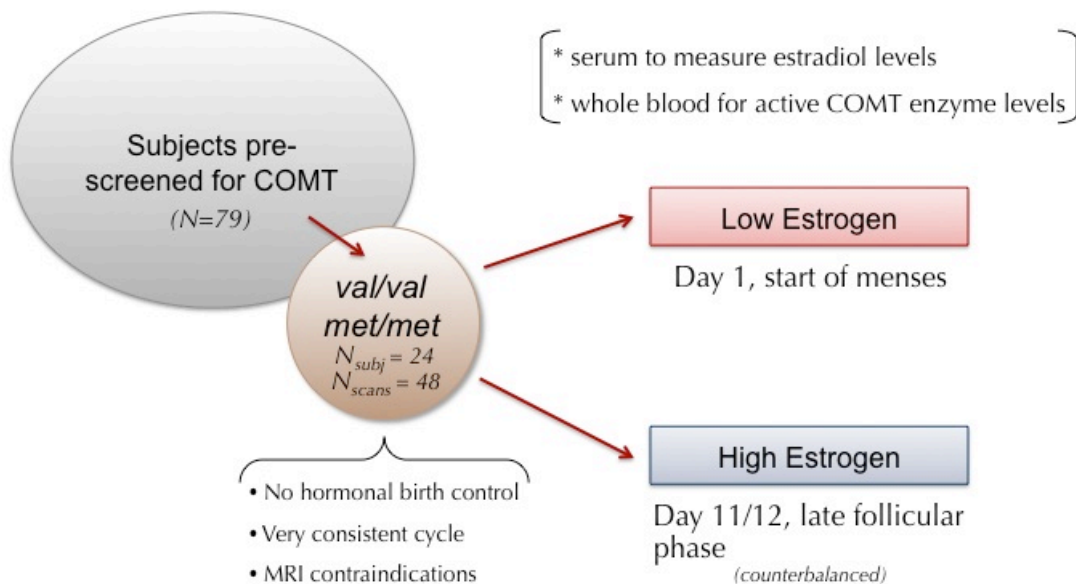 Subjects pre-
screened for COMT
(N=79)
val/val
met/met
N_subj = 24
N_scans = 48
• No hormonal birth control
• Very consistent cycle
• MRI contraindications
* serum to measure estradiol levels
* whole blood for active COMT enzyme levels
Low Estrogen
Day 1, start of menses
High Estrogen
Day 11/12, late follicular
phase
(counterbalanced)